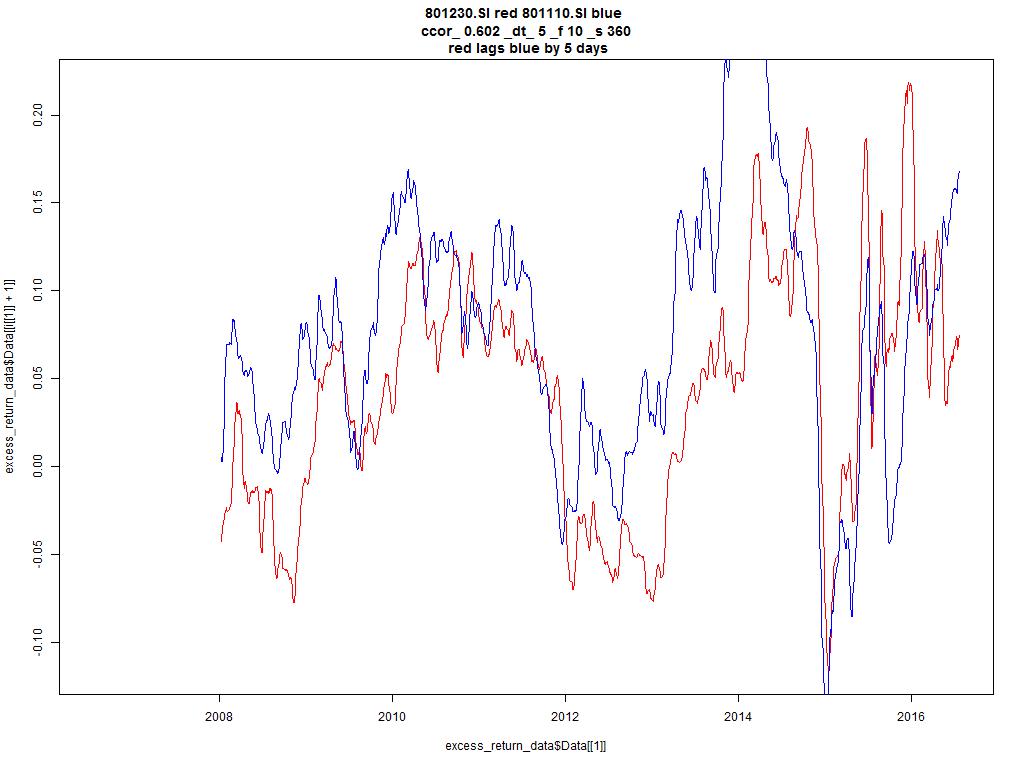 801230.SI red 801110.SI blue
ccor_ 0.602 _dt_ 5 _f 10 _s 360
red lags blue by 5 days
excess_return_data$Data[[i[[1]] + 1]]
0.20
0.15
0.10
0.05
0.00
-0.05
-0.10
2008
2010
2012
2014
2016
excess_return_data$Data[[1]]